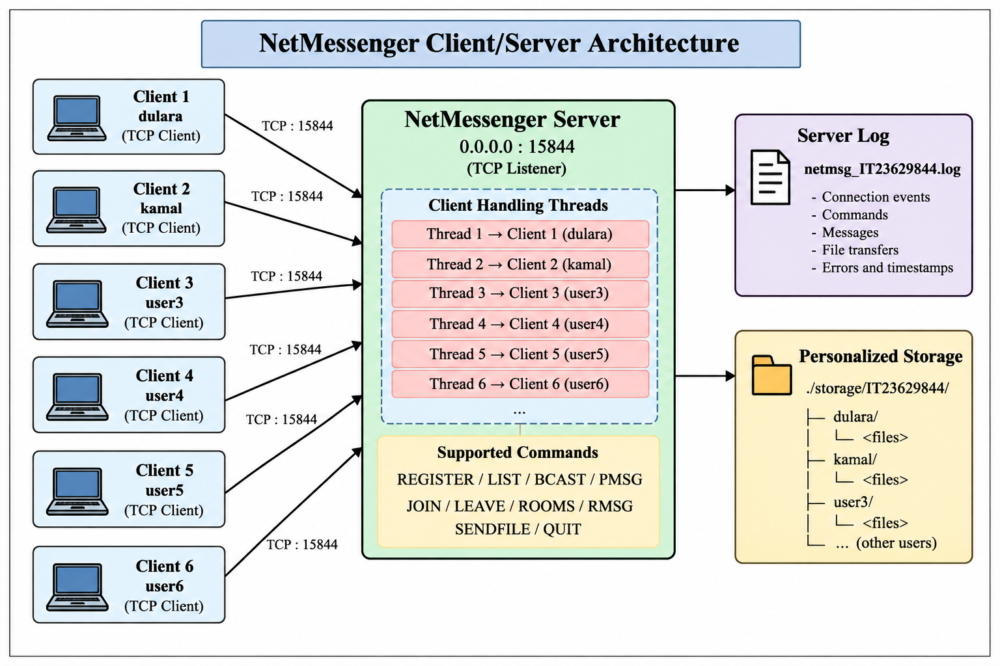 NetMessenger Client/Server Architecture
Client 1
dulara
(TCP Client)
Client 2
kamal
(TCP Client)
Client 3
user3
(TCP Client)
Client 4
user4
(TCP Client)
Client 5
user5
(TCP Client)
Client 6
user6
(TCP Client)
TCP : 15844
TCP : 15844
TCP : 15844
TCP : 15844
TCP : 15844
TCP : 15844
NetMessenger Server
0.0.0.0 : 15844
(TCP Listener)
Client Handling Threads
Thread 1 → Client 1 (dulara)
Thread 2 → Client 2 (kamal)
Thread 3 → Client 3 (user3)
Thread 4 → Client 4 (user4)
Thread 5 → Client 5 (user5)
Thread 6 → Client 6 (user6)
...
Supported Commands
REGISTER / LIST / BCAST / PMSG
JOIN / LEAVE / ROOMS / RMSG
SENDFILE / QUIT
Server Log
netmsg_IT23629844.log
- Connection events
- Commands
- Messages
- File transfers
- Errors and timestamps
Personalized Storage
./storage/IT23629844/
├── dulara/
│ └── <files>
├── kamal/
│ └── <files>
├── user3/
│ └── <files>
└── ... (other users)